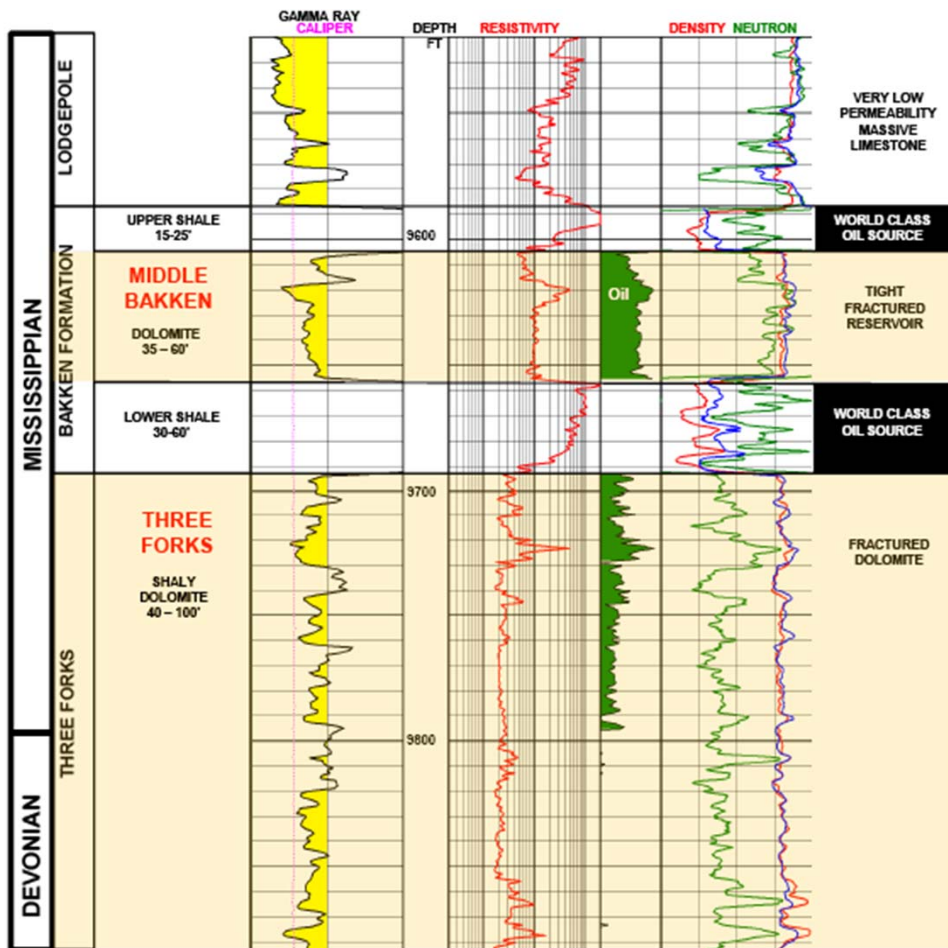 GAMMA RAY
CALIPER
DEPTH
FT
RESISTIVITY
DENSITY NEUTRON
MISSISSIPPIAN
DEVONIAN
LODGEPOLE
BAKKEN FORMATION
THREE FORKS
VERY LOW
PERMEABILITY
MASSIVE
LIMESTONE
UPPER SHALE
15-25'
9600
WORLD CLASS
OIL SOURCE
MIDDLE
BAKKEN
DOLOMITE
35 – 60'
Oil
TIGHT
FRACTURED
RESERVOIR
LOWER SHALE
30-60'
WORLD CLASS
OIL SOURCE
9700
THREE
FORKS
SHALY
DOLOMITE
40 – 100'
FRACTURED
DOLOMITE
9800